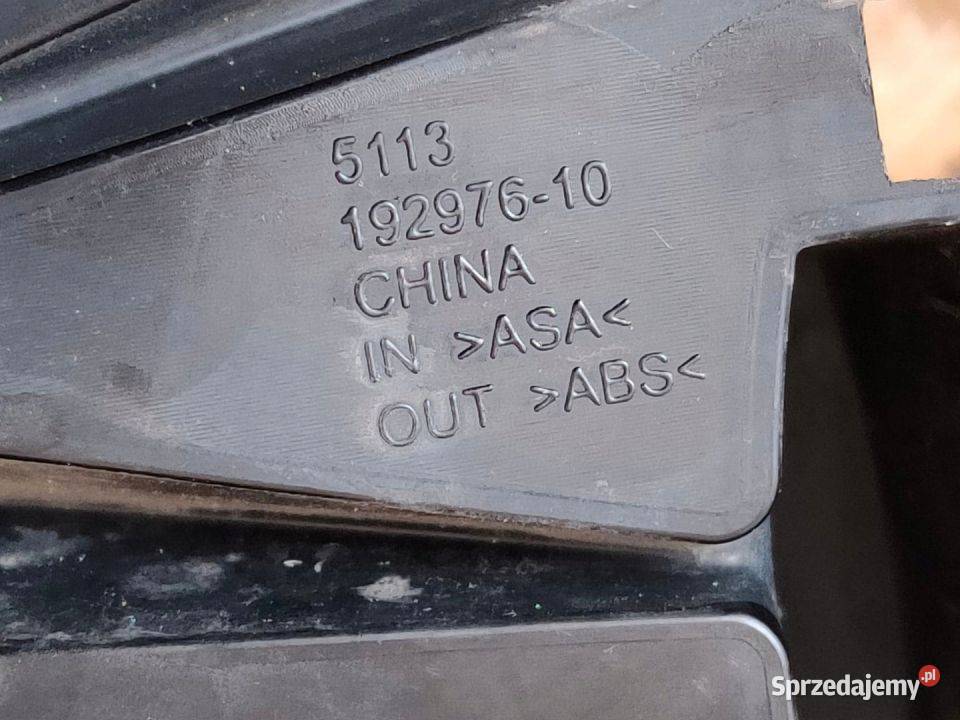 5113
192976-10
CHINA
IN >ASA<
OUT >ABS<
Sprzedajemy.pl